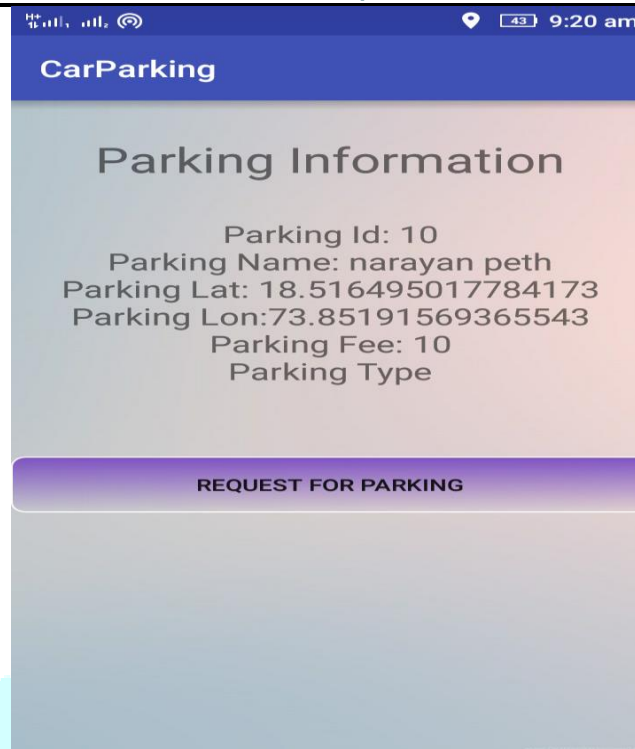 43 9:20 am
CarParking
Parking Information
Parking Id: 10
Parking Name: narayan peth
Parking Lat: 18.516495017784173
Parking Lon:73.85191569365543
Parking Fee: 10
Parking Type
REQUEST FOR PARKING